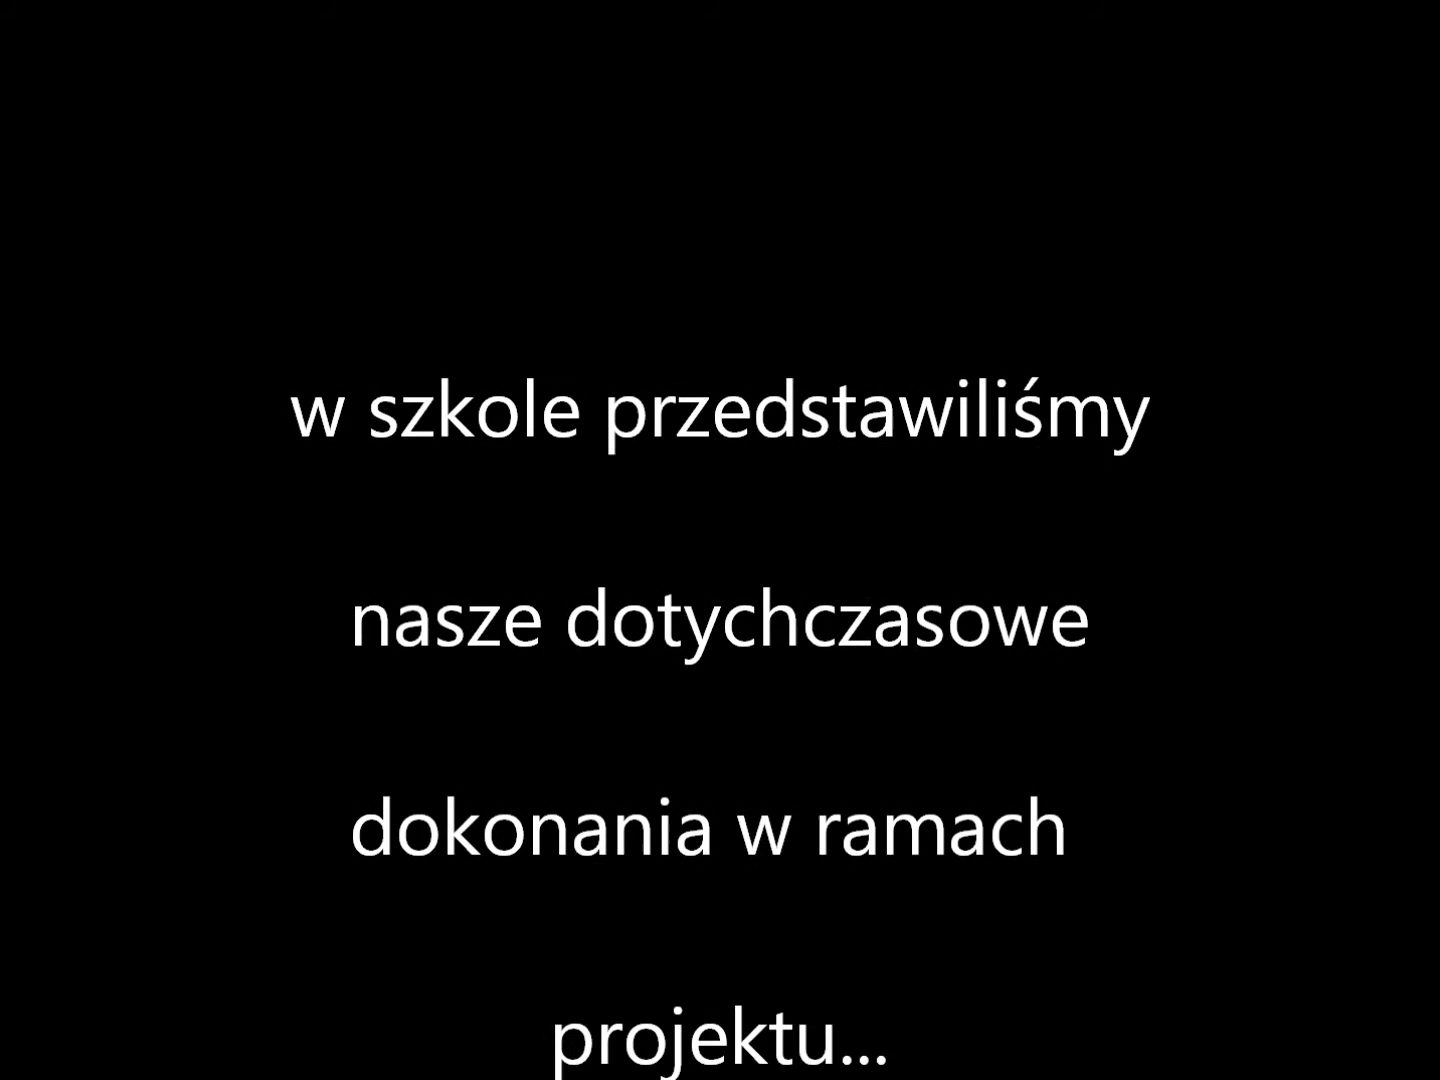 w szkole przedstawiliśmy
nasze dotychczasowe
dokonania w ramach
projektu...